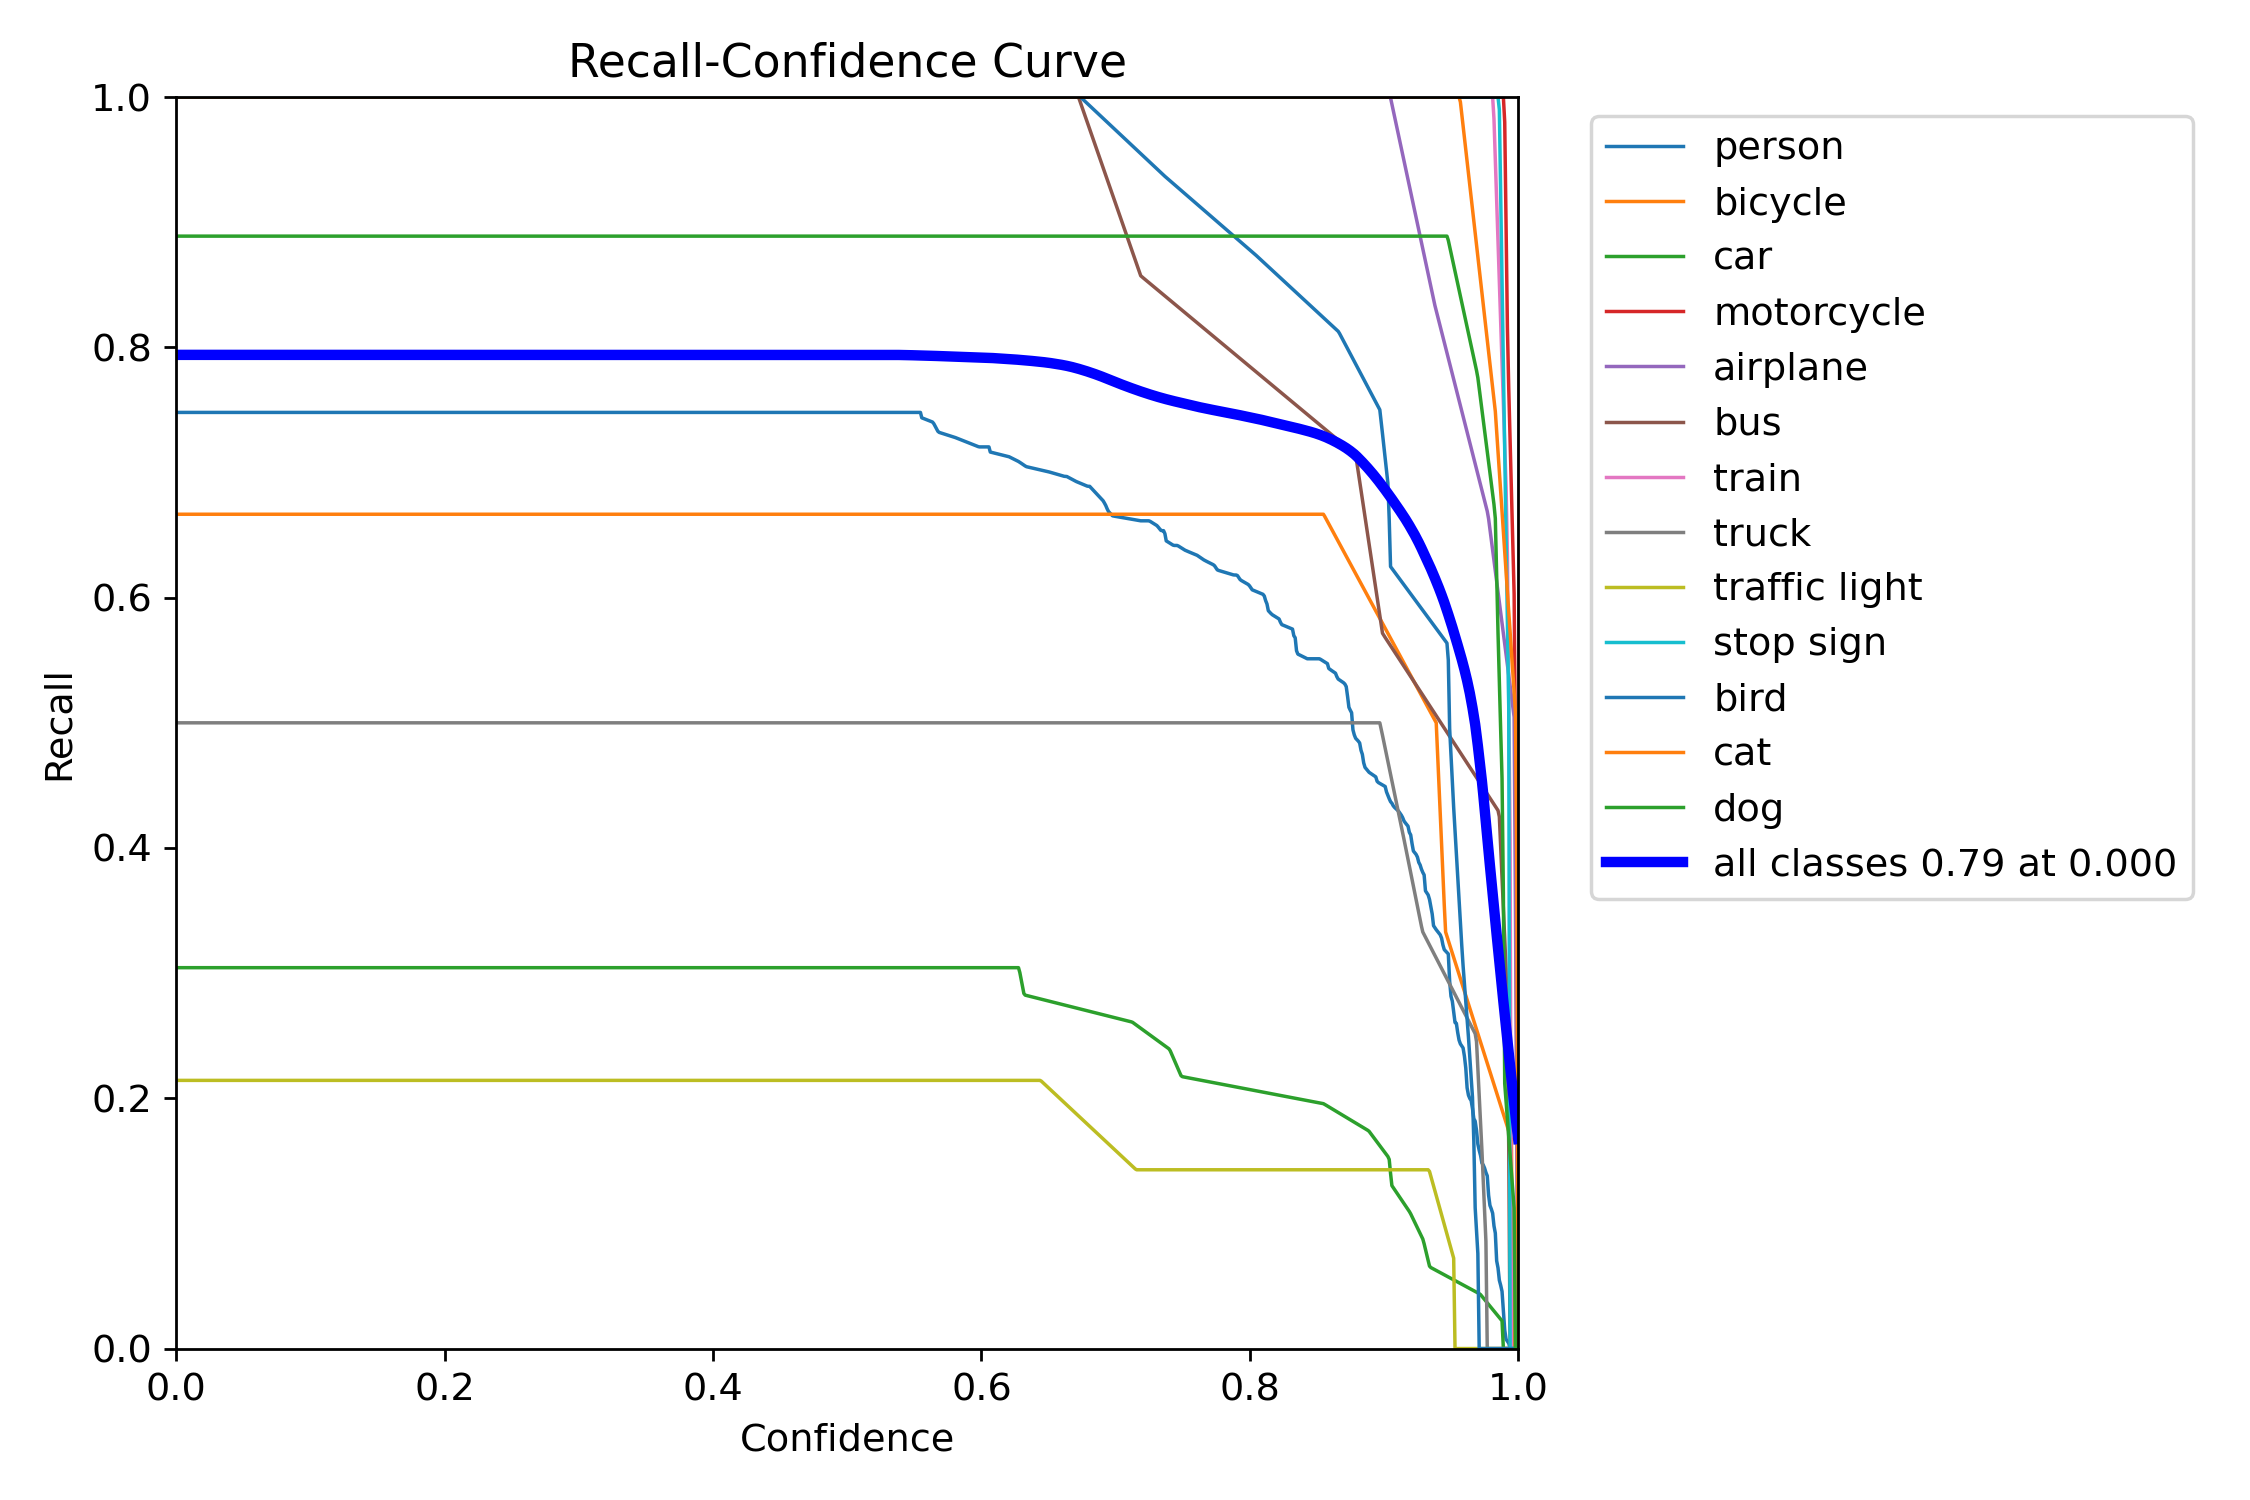 Recall-Confidence Curve
1.0
0.8
0.6
0.4
0.2
0.0
Recall
0.0 0.2 0.4 0.6 0.8 1.0
Confidence
person
bicycle
car
motorcycle
airplane
bus
train
truck
traffic light
stop sign
bird
cat
dog
all classes 0.79 at 0.000